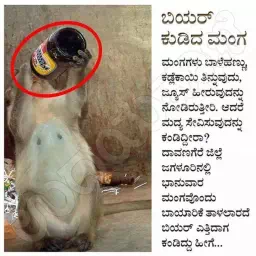 ಬಿಯರ್
ಕುಡಿದ ಮಂಗ
ಮಂಗಗಳು ಬಾಳೆಹಣ್ಣು,
ಕಡ್ಲೆಕಾಯಿ ತಿನ್ನುವುದು,
ಜ್ಯೂಸ್ ಹೀರುವುದನ್ನು
ನೋಡಿರುತ್ತೀರಿ. ಆದರೆ
ಮದ್ಯ ಸೇವಿಸುವುದನ್ನು
ಕಂಡಿದ್ದೀರಾ?
ದಾವಣಗೆರೆ ಜಿಲ್ಲೆ
ಜಗಳೂರಿನಲ್ಲಿ
ಭಾನುವಾರ
ಮಂಗವೊಂದು
ಬಾಯಾರಿಕೆ ತಾಳಲಾರದೆ
ಬಿಯರ್ ಎತ್ತಿದಾಗ
ಕಂಡಿದ್ದು ಹೀಗೆ...